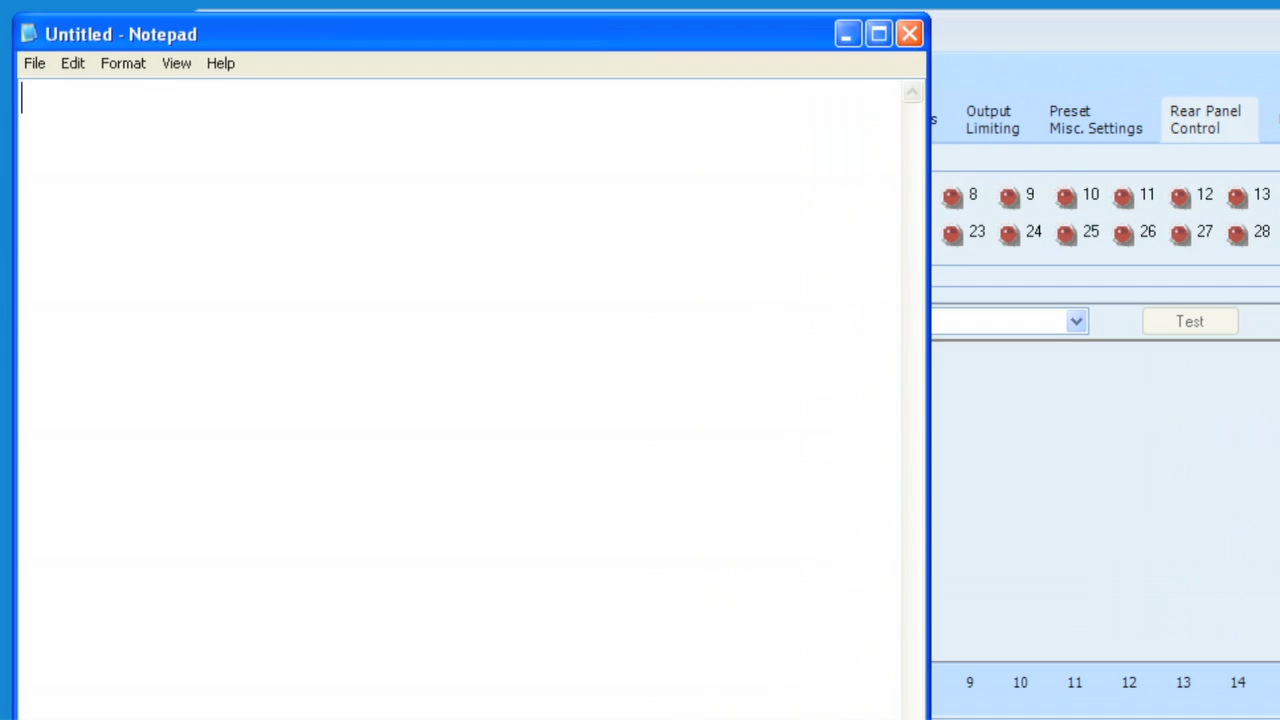 Untitled - Notepad
File Edit Format View Help
s
Output
Limiting
Preset
Misc. Settings
Rear Panel
Control
8 9 10 11 12 13
23 24 25 26 27 28
Test
9 10 11 12 13 14